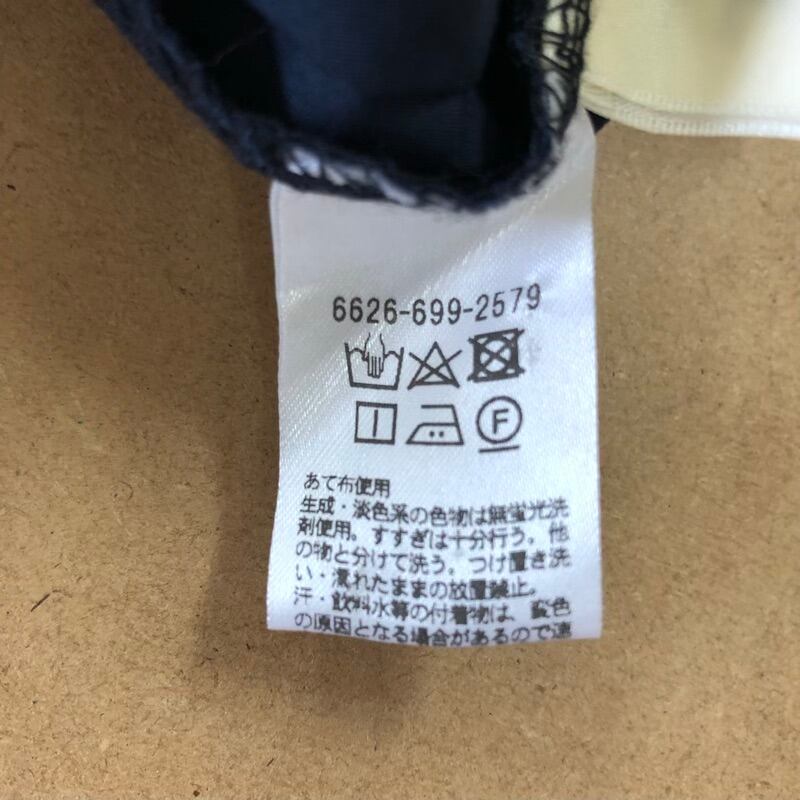 6626-699-2579
F
あて布使用
生成・淡色系の色物は無蛍光洗
剤使用。すすぎは十分行う。他
の物と分けて洗う。つけ置き洗
い・濡れたままの放置禁止。
汗・飲料水等の付着物は、変色
の原因となる場合があるので速